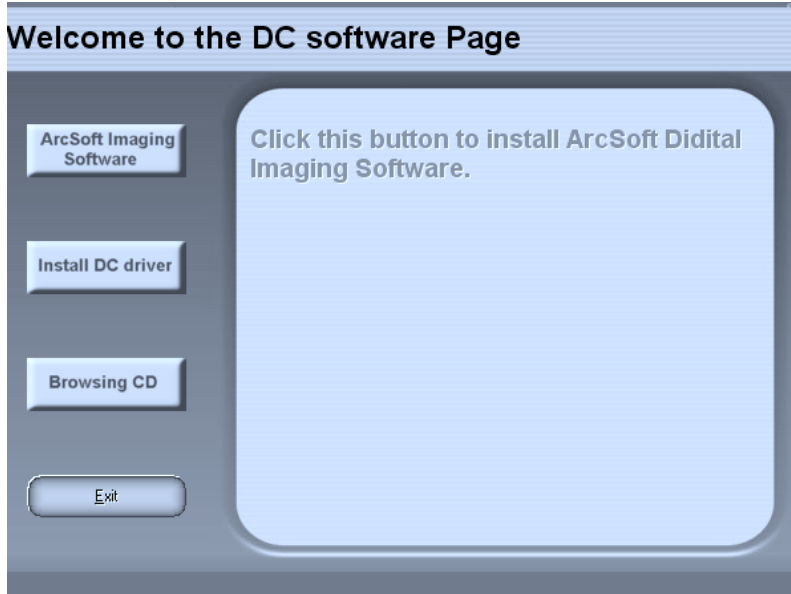 Welcome to the DC software Page
ArcSoft Imaging
Software
Click this button to install ArcSoft Didital
Imaging Software.
Install DC driver
Browsing CD
Exit